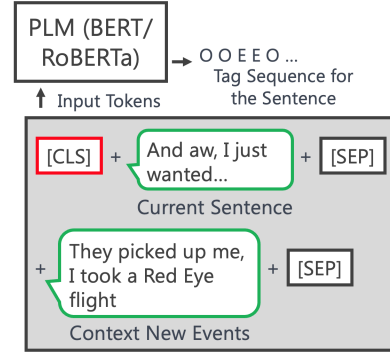 PLM (BERT/
RoBERTa)
O O E E O ...
Tag Sequence for
the Sentence
Input Tokens
[CLS] + And aw, I just
wanted... + [SEP]
Current Sentence
+ They picked up me,
I took a Red Eye
flight + [SEP]
Context New Events